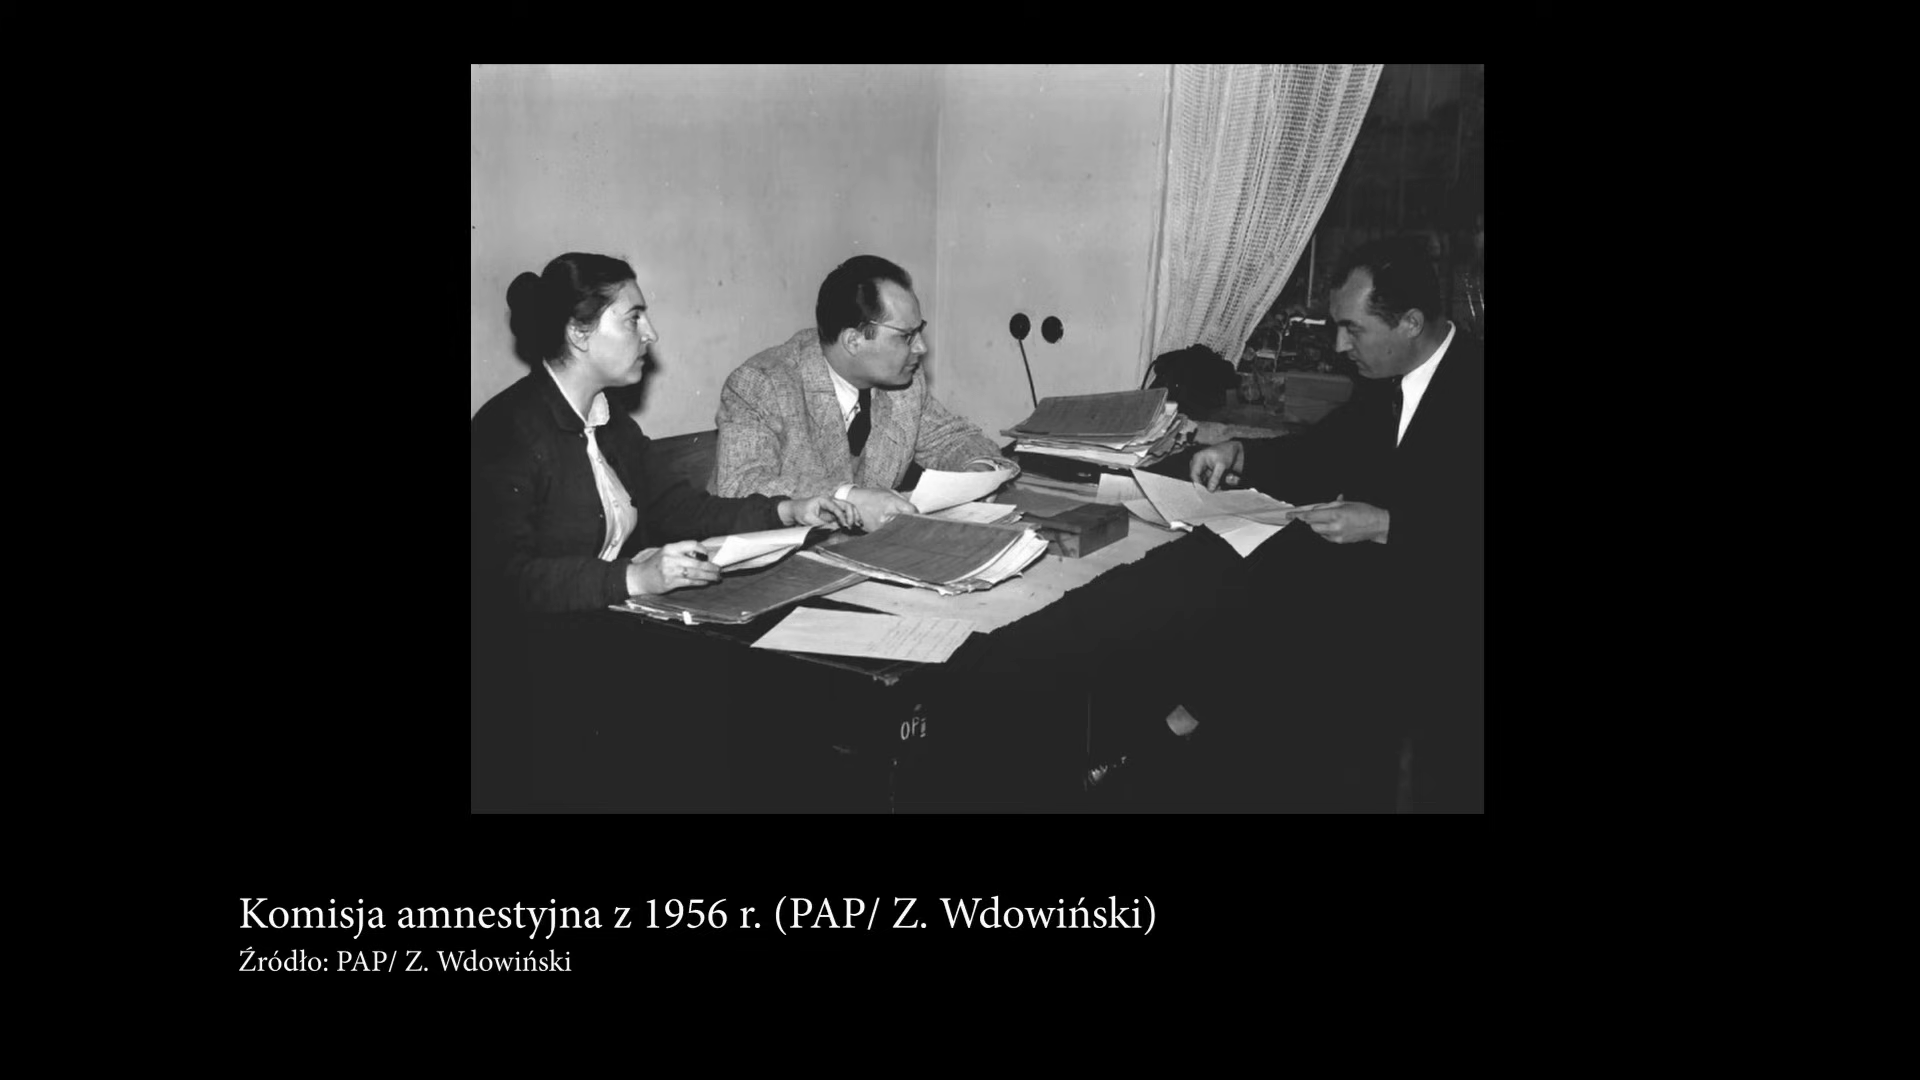 Komisja amnestyjna z 1956 r. (PAP/ Z. Wdowiński)
Źródło: PAP/ Z. Wdowiński